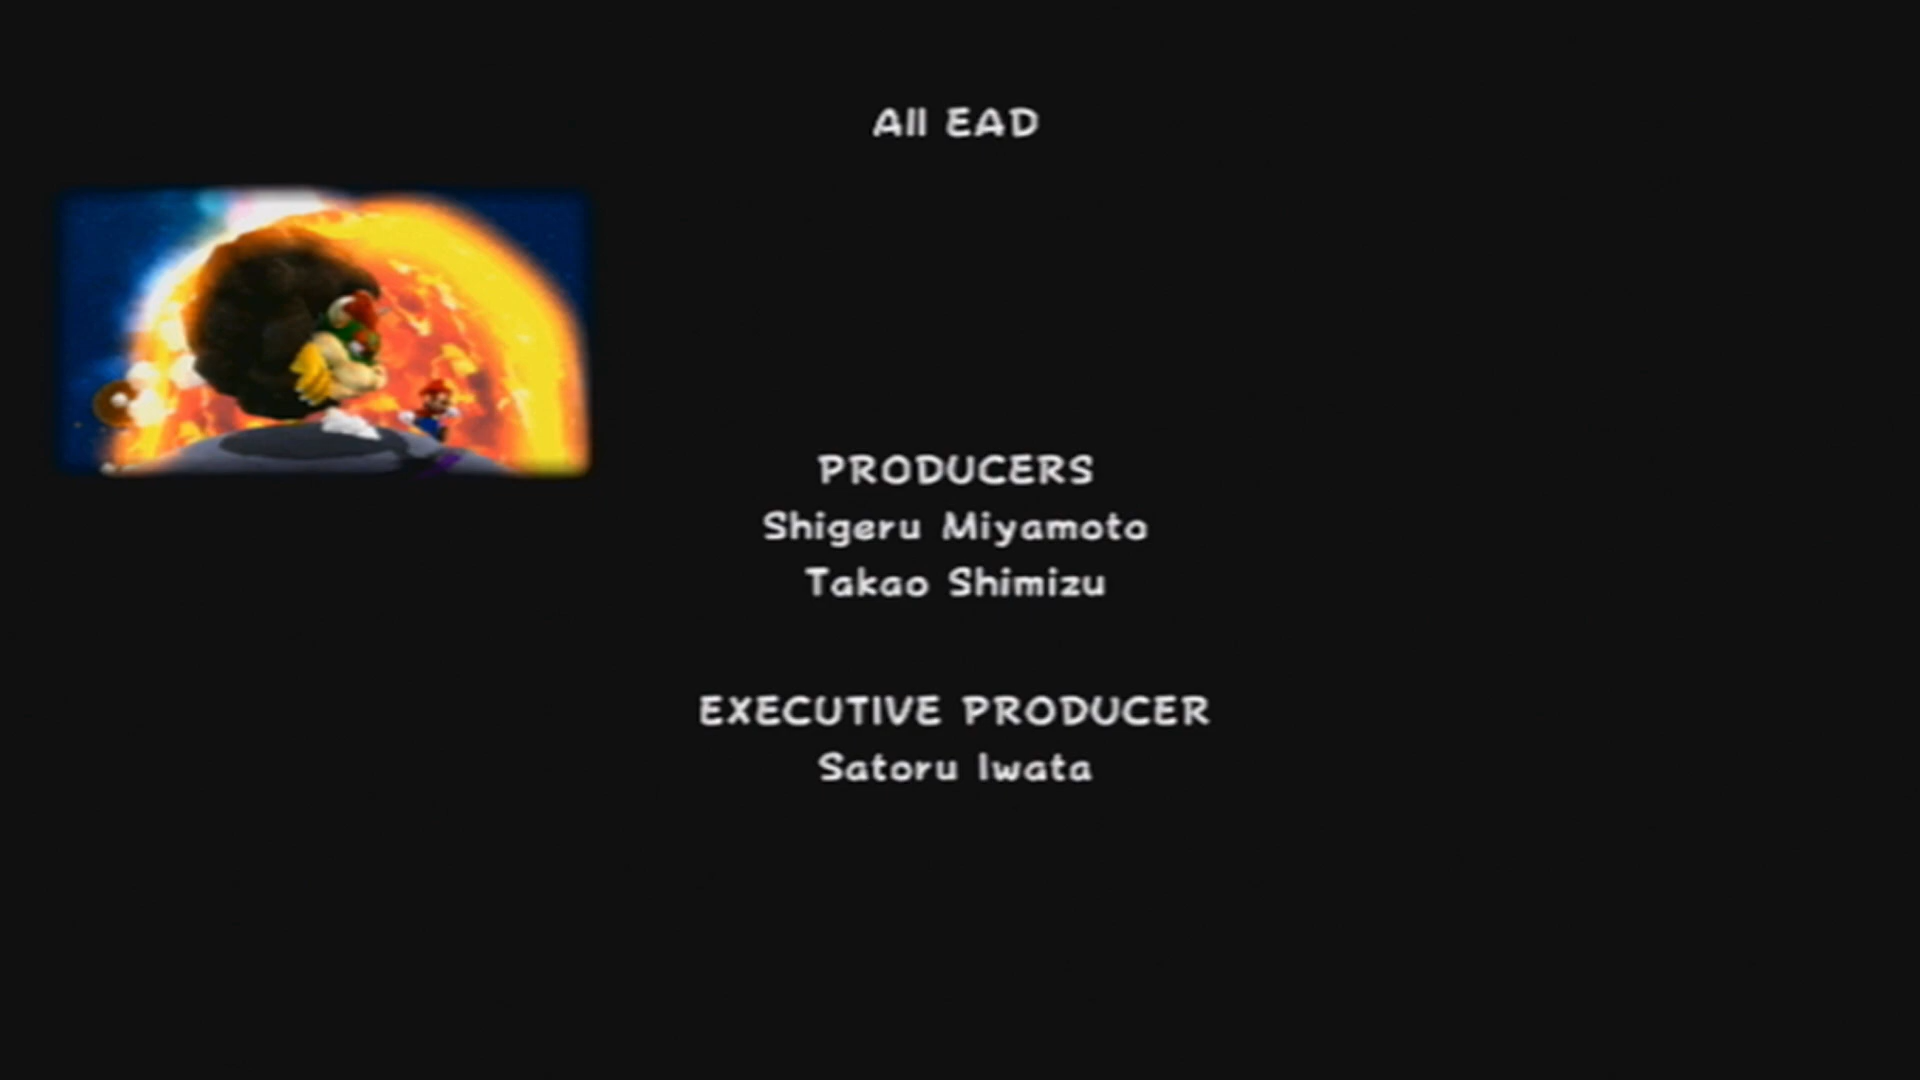 All EAD
PRODUCERS
Shigeru Miyamoto
Takao Shimizu
EXECUTIVE PRODUCER
Satoru Iwata